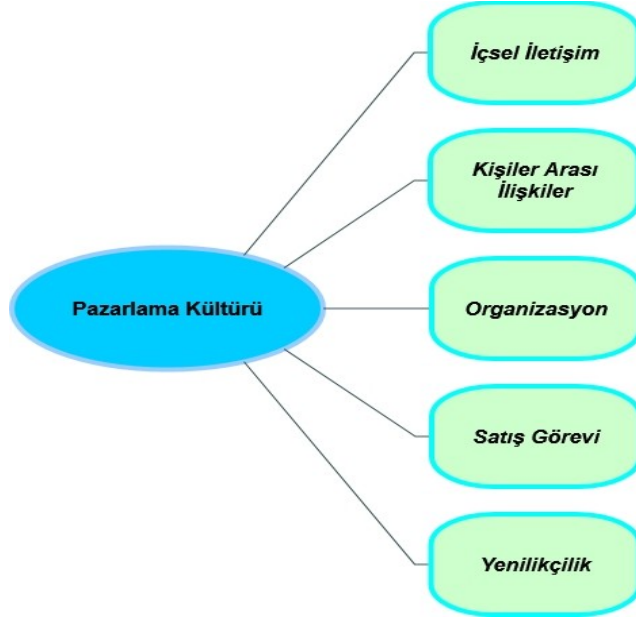 İçsel İletişim
Kişiler Arası
İlişkiler
Pazarlama Kültürü
Organizasyon
Satış Görevi
Yenilikçilik